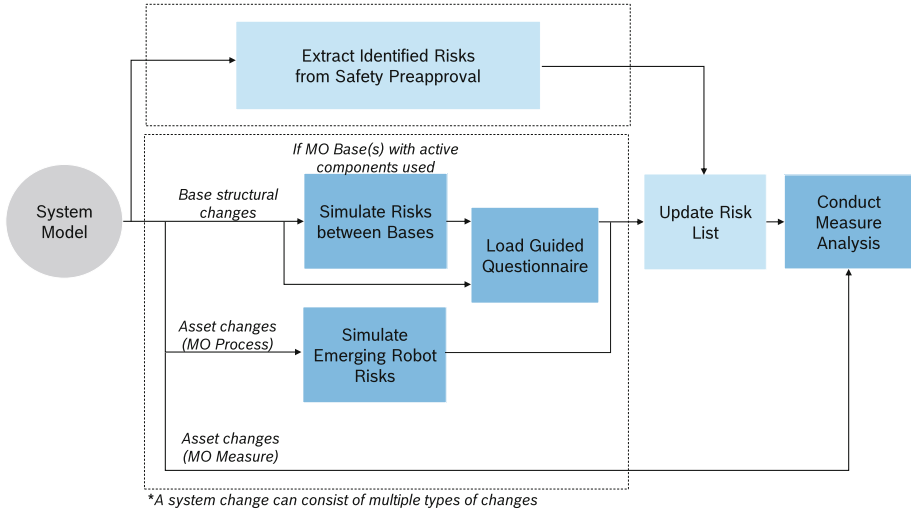 Extract Identified Risks
from Safety Preapproval
If MO Base(s) with active
components used
System
Model
Base structural
changes
Simulate Risks
between Bases
Load Guided
Questionnaire
Update Risk
List
Conduct
Measure
Analysis
Asset changes
(MO Process)
Simulate
Emerging Robot
Risks
Asset changes
(MO Measure)
*A system change can consist of multiple types of changes